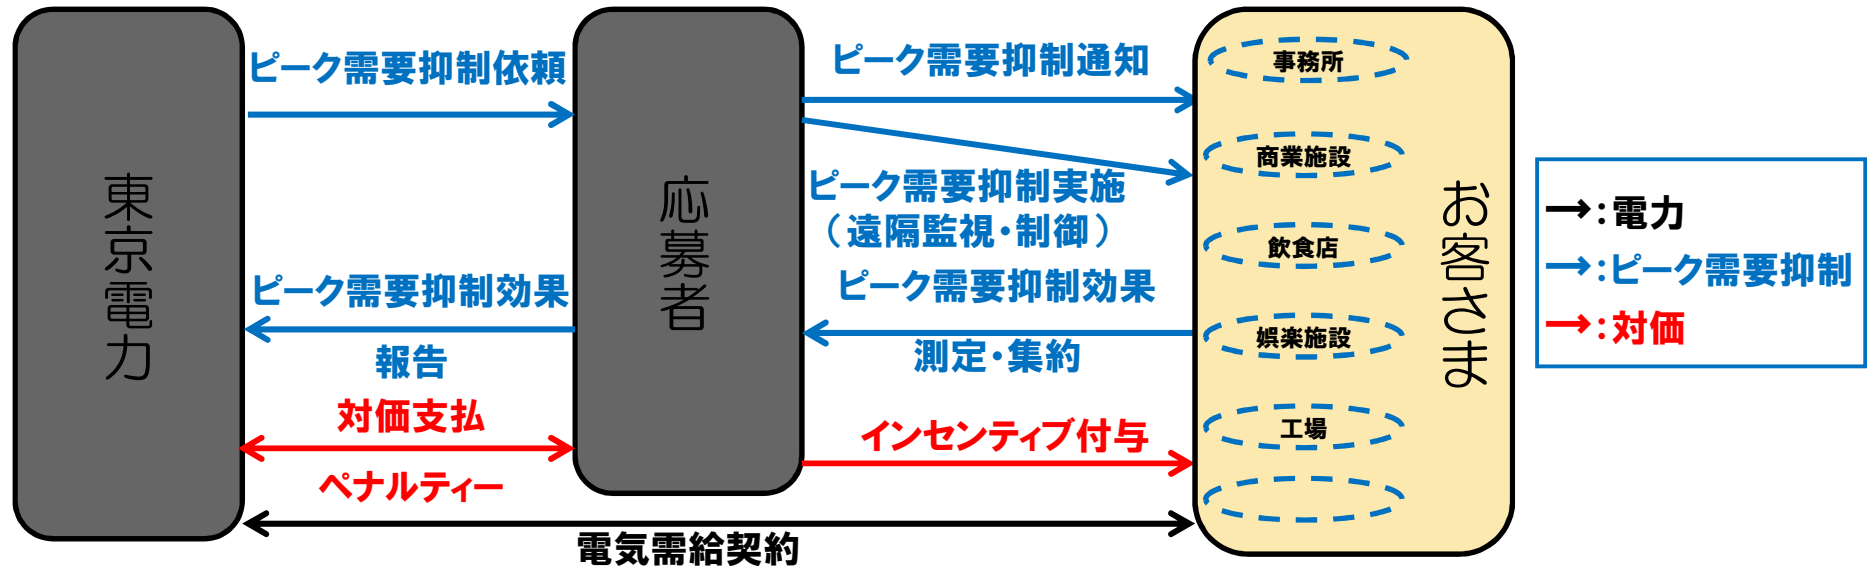 東京電力
ピーク需要抑制依頼
ピーク需要抑制効果
報告
対価支払
ペナルティー
応募者
ピーク需要抑制通知
ピーク需要抑制実施
（遠隔監視・制御）
ピーク需要抑制効果
測定・集約
インセンティブ付与
電気需給契約
事務所
商業施設
飲食店
娯楽施設
工場
お客さま
→：電力
→：ピーク需要抑制
→：対価